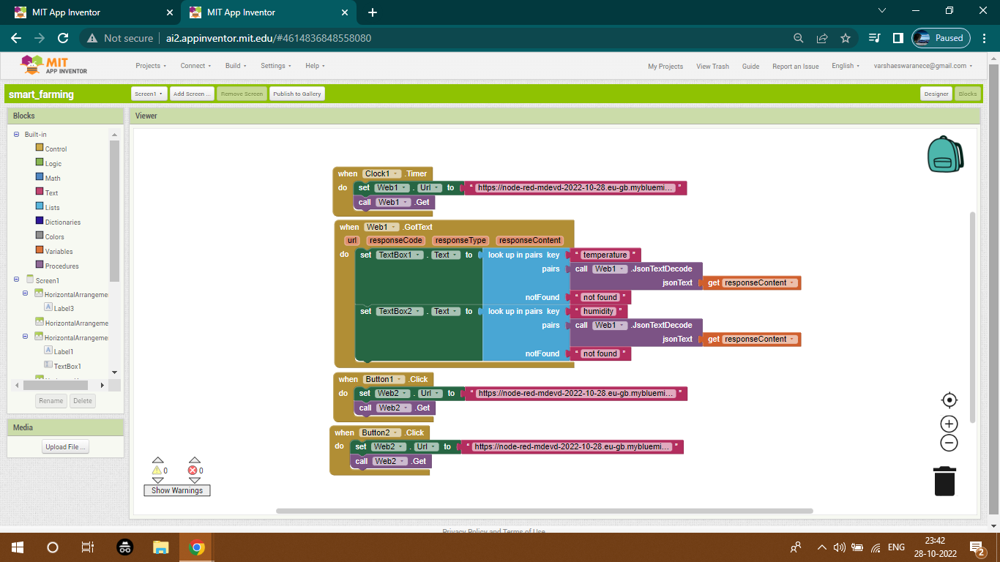 MIT App Inventor
MIT App Inventor
Not secure | ai2.appinventor.mit.edu/#4614836848558080
Paused
MIT
APP INVENTOR
Projects Connect Build Settings Help
My Projects View Trash Guide Report an Issue English varshaeswaranece@gmail.com
smart_farming
Screen1 Add Screen ... Remove Screen Publish to Gallery
Designer Blocks
Blocks
Viewer
Built-in
Control
Logic
Math
Text
Lists
Dictionaries
Colors
Variables
Procedures
Screen1
HorizontalArrangeme
Label3
HorizontalArrangeme
HorizontalArrangeme
Label1
TextBox1
Rename Delete
Media
Upload File ...
when Clock1 .Timer
do set Web1 . Url to " https://node-red-mdevd-2022-10-28.eu-gb.mybluemi... "
call Web1 .Get
when Web1 .GotText
url responseCode responseType responseContent
do set TextBox1 . Text to look up in pairs key " temperature "
pairs call Web1 .JsonTextDecode
jsonText get responseContent
notFound " not found "
set TextBox2 . Text to look up in pairs key " humidity "
pairs call Web1 .JsonTextDecode
jsonText get responseContent
notFound " not found "
when Button1 .Click
do set Web2 . Url to " https://node-red-mdevd-2022-10-28.eu-gb.mybluemi... "
call Web2 .Get
when Button2 .Click
do set Web2 . Url to " https://node-red-mdevd-2022-10-28.eu-gb.mybluemi... "
call Web2 .Get
0 0
Show Warnings
Privacy Policy and Terms of Use
ENG
23:42
28-10-2022
2